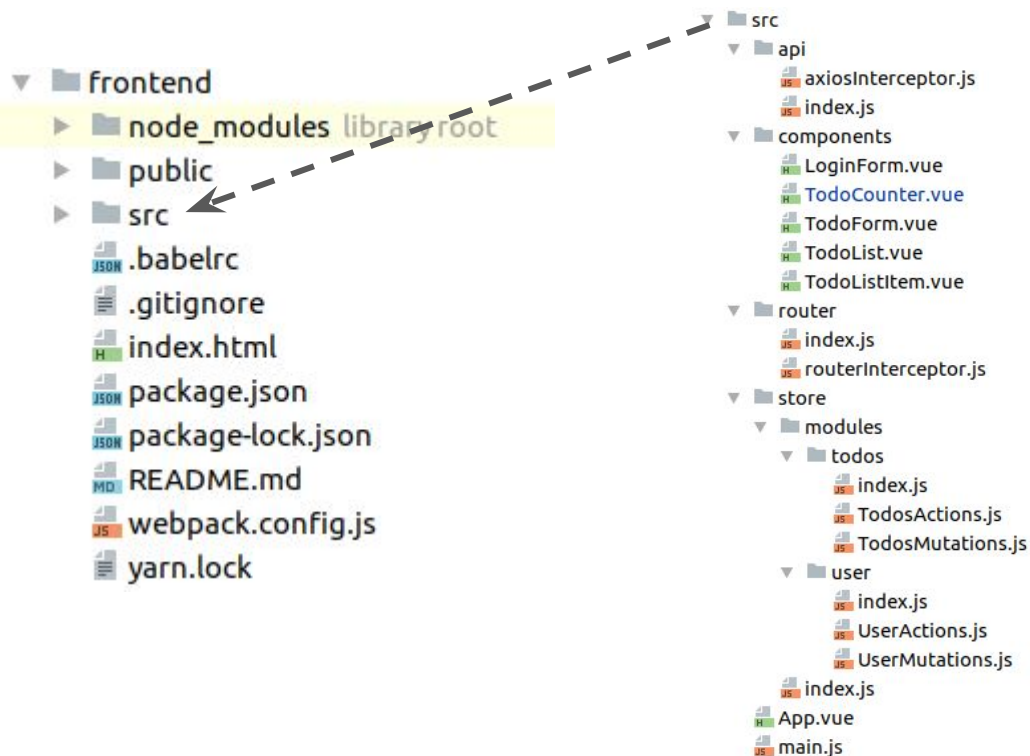 frontend
node_modules library root
public
src
.babelrc
.gitignore
index.html
package.json
package-lock.json
README.md
webpack.config.js
yarn.lock
src
api
axiosInterceptor.js
index.js
components
LoginForm.vue
TodoCounter.vue
TodoForm.vue
TodoList.vue
TodoListItem.vue
router
index.js
routerInterceptor.js
store
modules
todos
index.js
TodosActions.js
TodosMutations.js
user
index.js
UserActions.js
UserMutations.js
index.js
App.vue
main.js